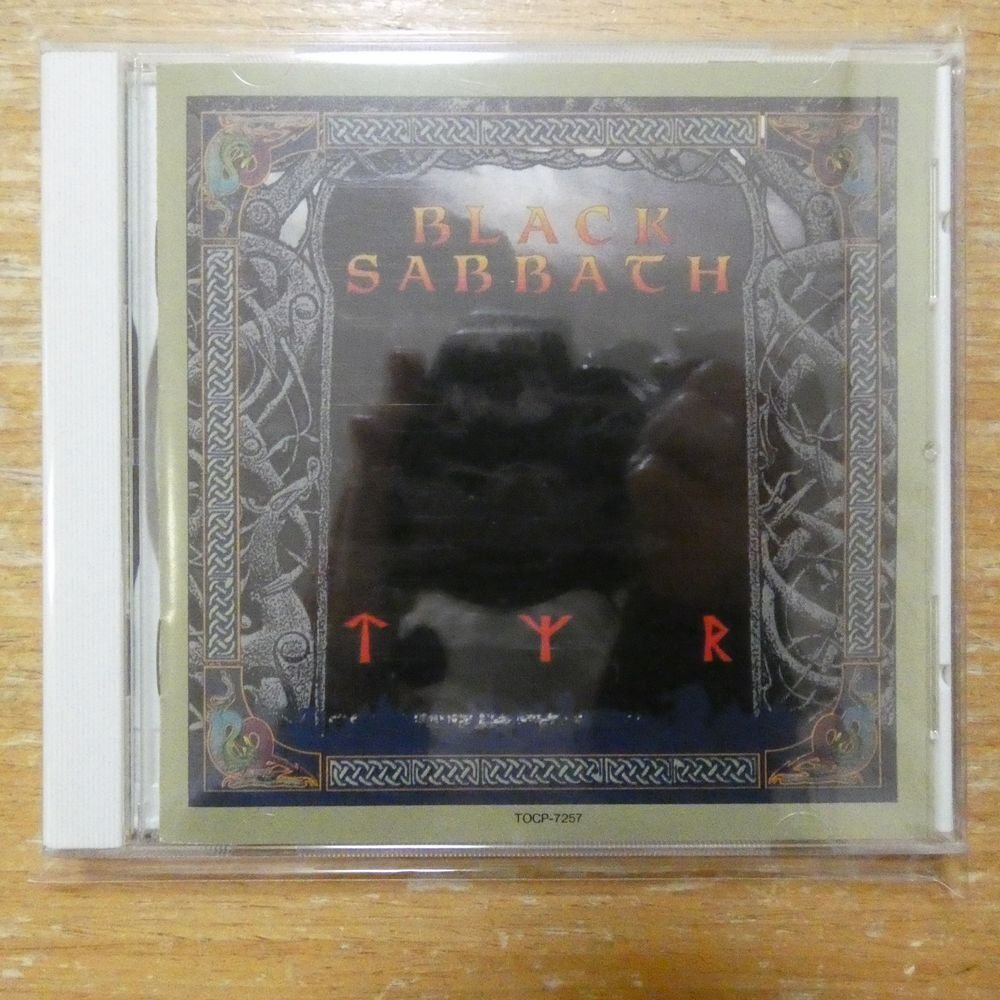 BLACK
SABBATH
ᛏ ᛣ ᚱ
TOCP-7257